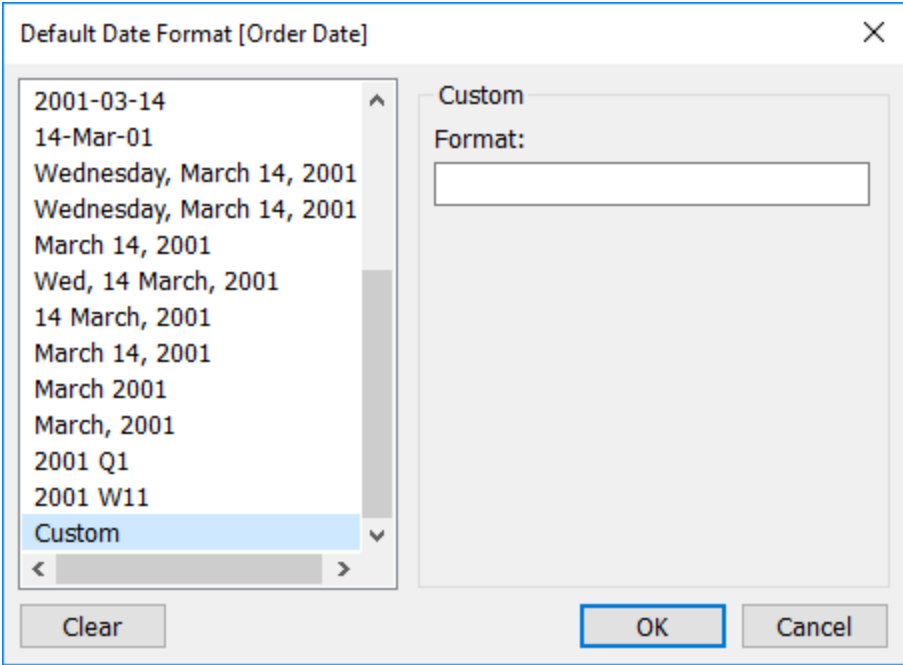 Default Date Format [Order Date]
2001-03-14
14-Mar-01
Wednesday, March 14, 2001
Wednesday, March 14, 2001
March 14, 2001
Wed, 14 March, 2001
14 March, 2001
March 14, 2001
March 2001
March, 2001
2001 Q1
2001 W11
Custom
Custom
Format:
Clear
OK
Cancel